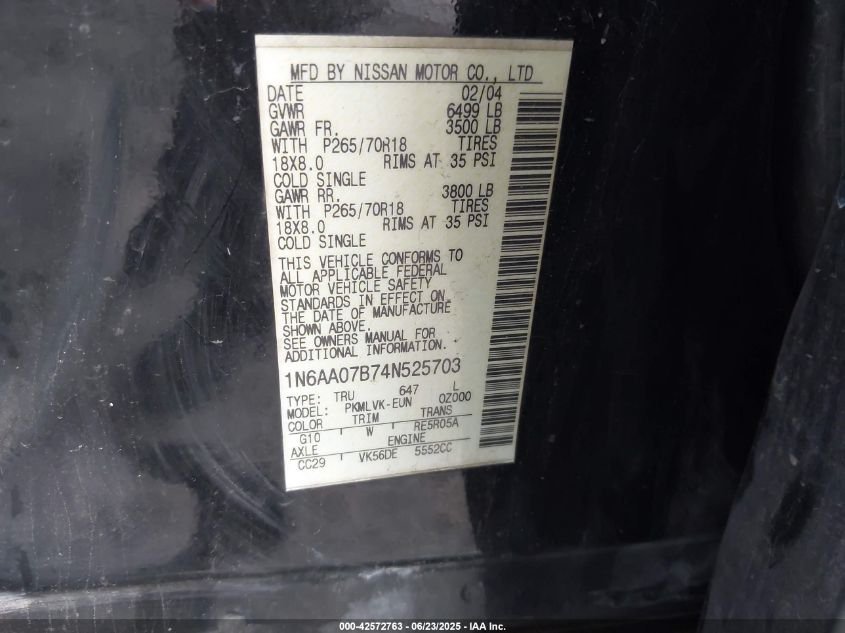 MFD BY NISSAN MOTOR CO., LTD
DATE 02/04
GVWR 6499 LB
GAWR FR. 3500 LB
WITH P265/70R18 TIRES
18X8.0 RIMS AT 35 PSI
COLD SINGLE
GAWR RR. 3800 LB
WITH P265/70R18 TIRES
18X8.0 RIMS AT 35 PSI
COLD SINGLE
THIS VEHICLE CONFORMS TO
ALL APPLICABLE FEDERAL
MOTOR VEHICLE SAFETY
STANDARDS IN EFFECT ON
THE DATE OF MANUFACTURE
SHOWN ABOVE.
SEE OWNERS MANUAL FOR
ADDITIONAL INFORMATION.
1N6AA07B74N525703
TYPE: TRU 647 L
MODEL: PKMLVK-EUN 0Z000
COLOR TRIM TRANS
G10 W RE5R05A
AXLE ENGINE
CC29 VK56DE 5552CC
000-42572763 - 06/23/2025 - IAA Inc.